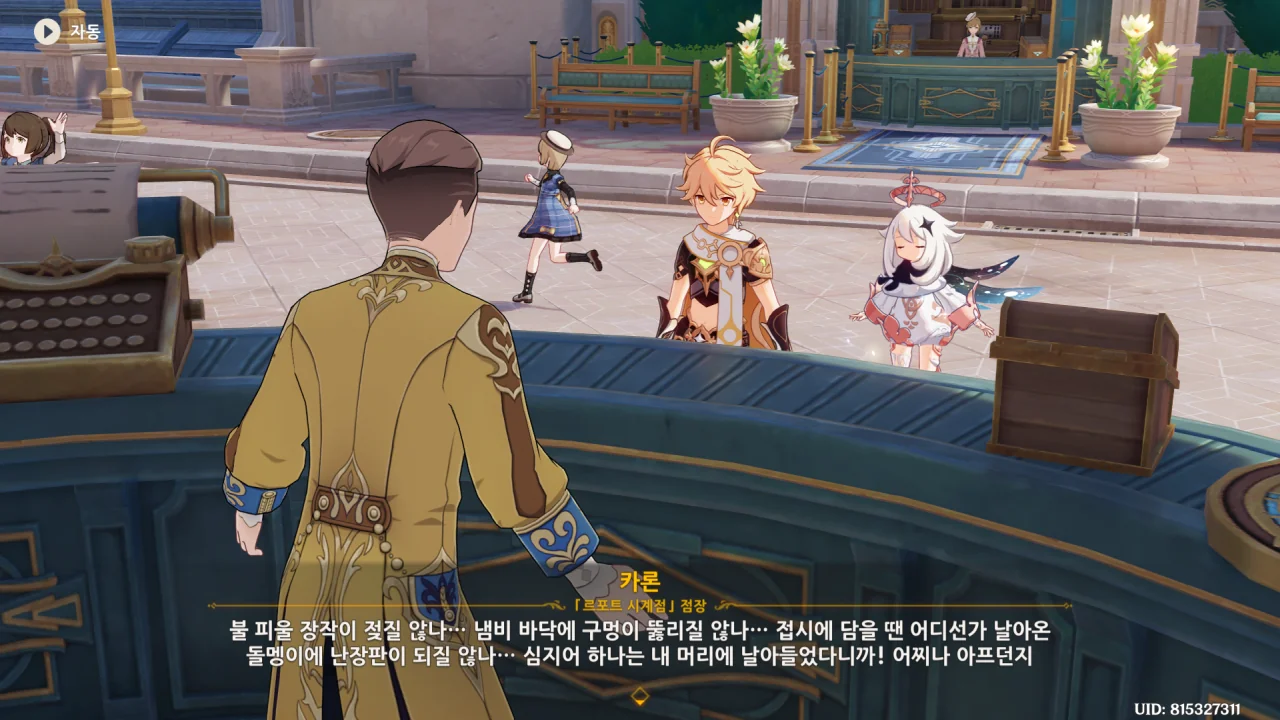 자동
카론
「르포트 시계점」 점장
불 피울 장작이 젖질 않나… 냄비 바닥에 구멍이 뚫리질 않나… 접시에 담을 땐 어디선가 날아온
돌멩이에 난장판이 되질 않나… 심지어 하나는 내 머리에 날아들었다니까! 어찌나 아프던지
UID: 815327311